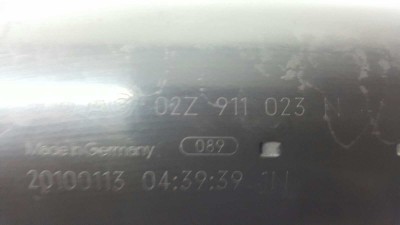 02Z 911 023 N
Made in Germany 089
20100113 04:39:39